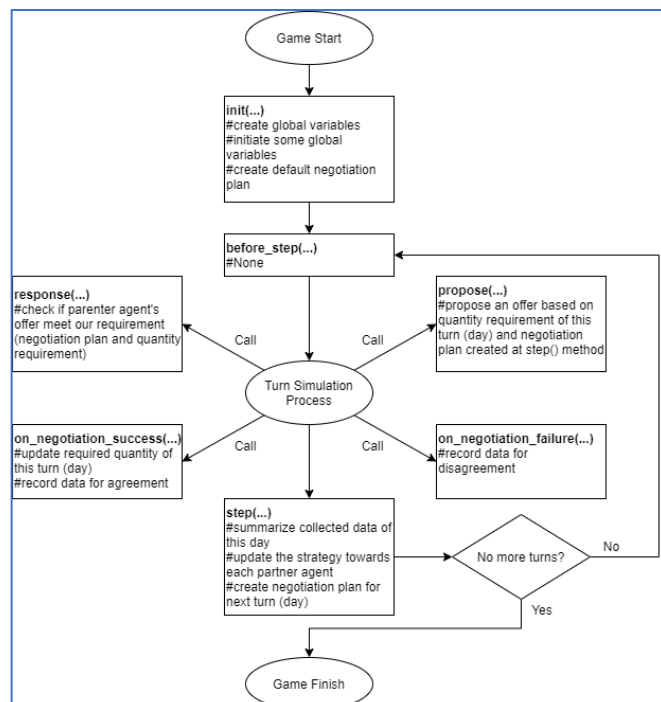 Game Start
init(...)
#create global variables
#initiate some global
variables
#create default negotiation
plan
before_step(...)
#None
response(...)
#check if parenter agent's
offer meet our requirement
(negotiation plan and quantity
requirement)
propose(...)
#propose an offer based on
quantity requirement of this
turn (day) and negotiation
plan created at step() method
Call
Call
Turn Simulation
Process
on_negotiation_success(...)
#update required quantity of
this turn (day)
#record data for agreement
Call
Call
on_negotiation_failure(...)
#record data for
disagreement
step(...)
#summarize collected data of
this day
#update the strategy towards
each partner agent
#create negotiation plan for
next turn (day)
No more turns?
No
Yes
Game Finish